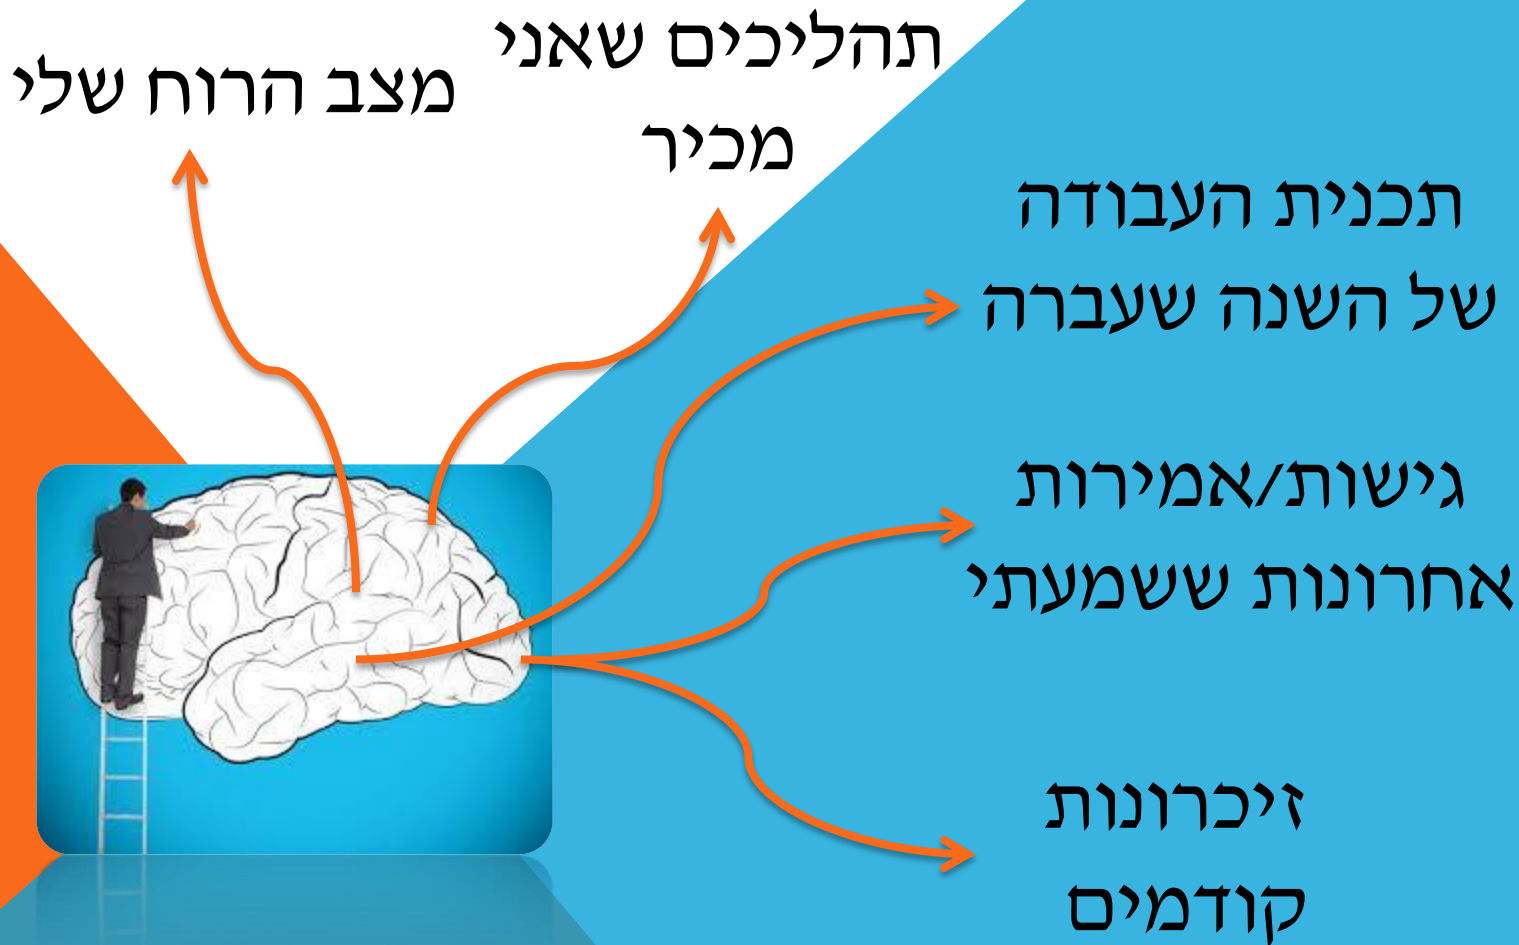 תהליכים שאני
מכיר
מצב הרוח שלי
תכנית העבודה
של השנה שעברה
גישות/אמירות
אחרונות ששמעתי
זיכרונות
קודמים